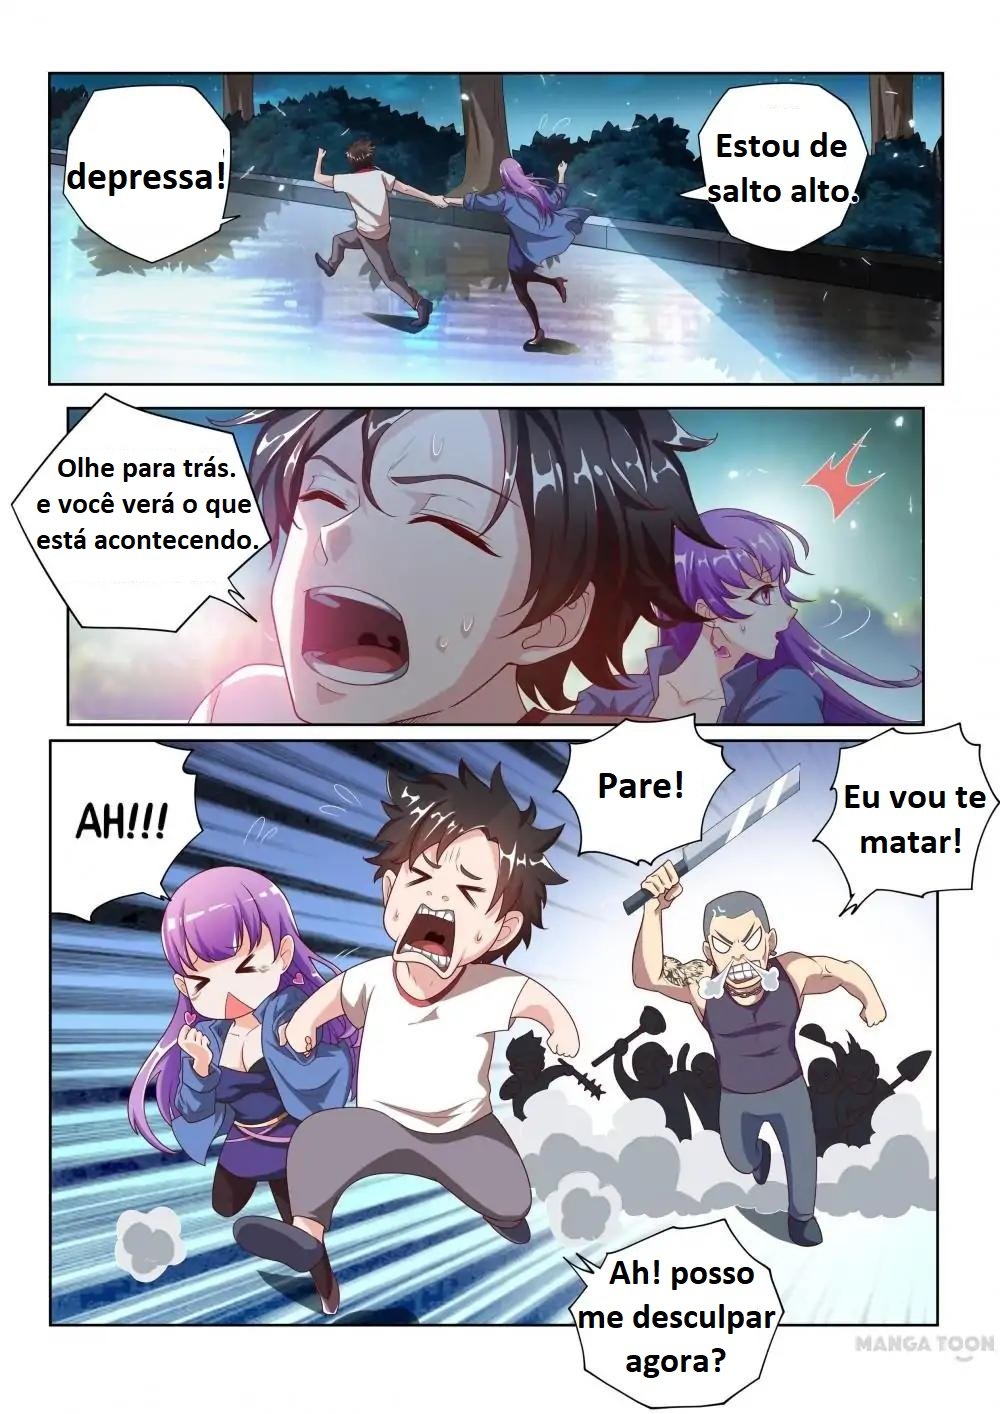 depressa!
Estou de
salto alto.
Olhe para trás.
e você verá o que
está acontecendo.
AH!!!
Pare!
Eu vou te
matar!
Ah! posso
me desculpar
agora?
MANGA TOON